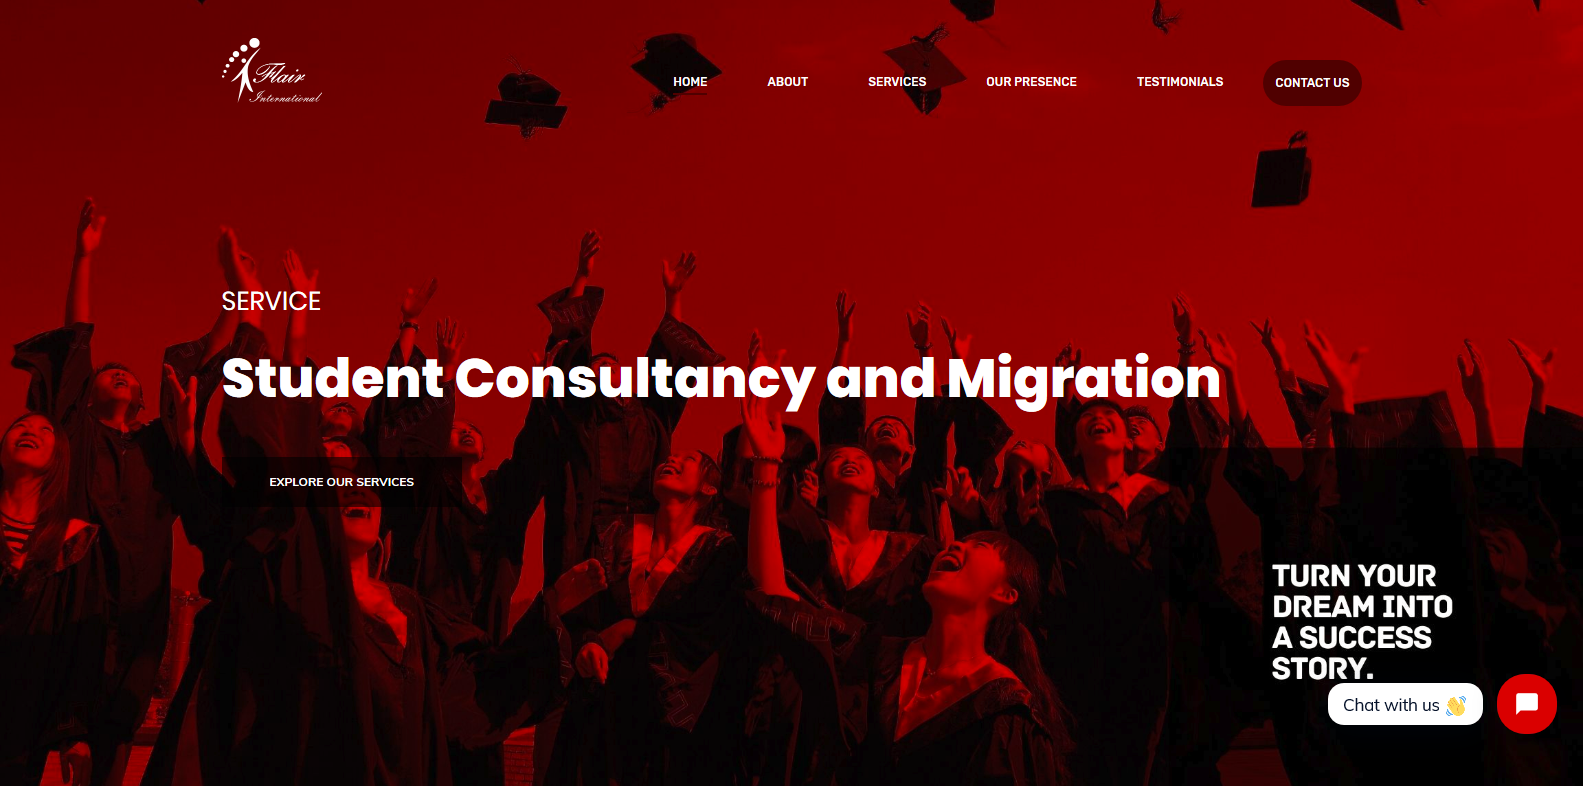 Flair
International
HOME
ABOUT
SERVICES
OUR PRESENCE
TESTIMONIALS
CONTACT US
SERVICE
Student Consultancy and Migration
EXPLORE OUR SERVICES
TURN YOUR
DREAM INTO
A SUCCESS
STORY.
Chat with us 👋